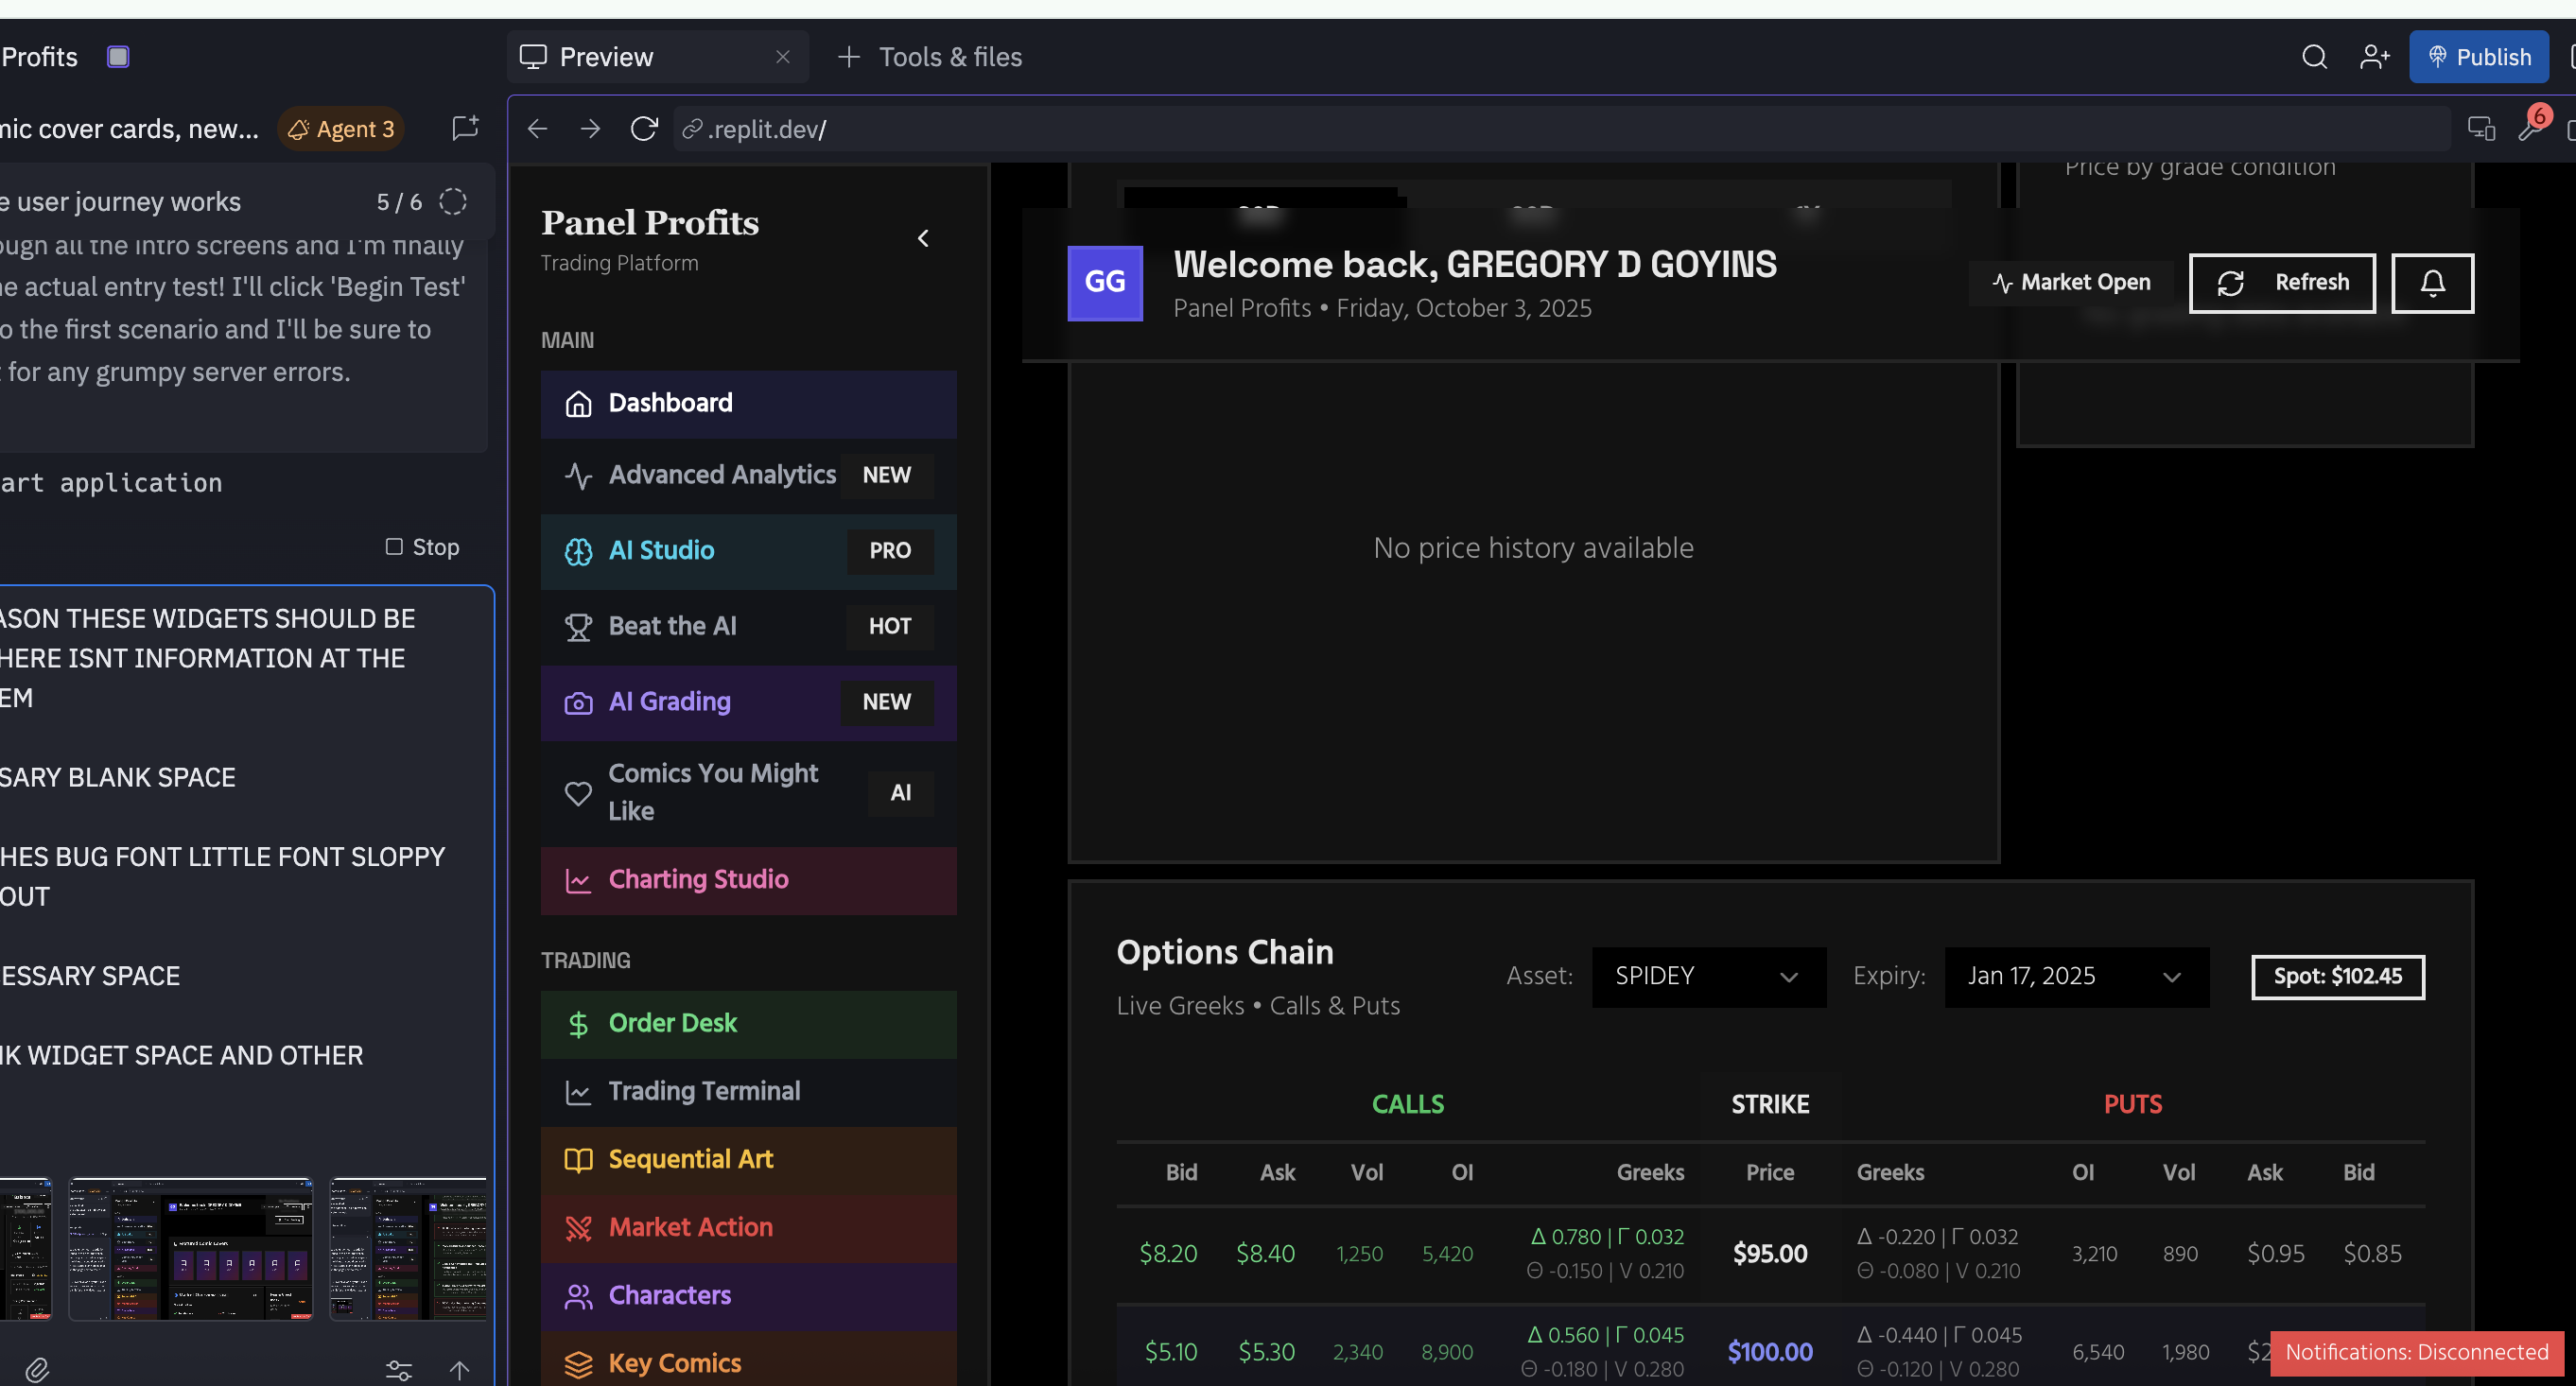 Profits
Preview
Tools & files
Publish
mic cover cards, new...
Agent 3
.replit.dev/
6
e user journey works
5 / 6
ough all the intro screens and I'm finally
e actual entry test! I'll click 'Begin Test'
o the first scenario and I'll be sure to
for any grumpy server errors.
art application
Stop
ASON THESE WIDGETS SHOULD BE
HERE ISNT INFORMATION AT THE
EM
SARY BLANK SPACE
HES BUG FONT LITTLE FONT SLOPPY
OUT
ESSARY SPACE
NK WIDGET SPACE AND OTHER
Panel Profits
Trading Platform
MAIN
Dashboard
Advanced Analytics NEW
AI Studio PRO
Beat the AI HOT
AI Grading NEW
Comics You Might
Like
AI
Charting Studio
TRADING
Order Desk
Trading Terminal
Sequential Art
Market Action
Characters
Key Comics
Price by grade condition
GG
Welcome back, GREGORY D GOYINS
Panel Profits • Friday, October 3, 2025
Market Open
Refresh
No price history available
Options Chain
Live Greeks • Calls & Puts
Asset: SPIDEY
Expiry: Jan 17, 2025
Spot: $102.45
CALLS STRIKE PUTS
Bid Ask Vol OI Greeks Price Greeks OI Vol Ask Bid
$8.20 $8.40 1,250 5,420 Δ 0.780 | Γ 0.032 $95.00 Δ -0.220 | Γ 0.032 3,210 890 $0.95 $0.85
Θ -0.150 | V 0.210 Θ -0.080 | V 0.210
$5.10 $5.30 2,340 8,900 Δ 0.560 | Γ 0.045 $100.00 Δ -0.440 | Γ 0.045 6,540 1,980 $2
Θ -0.180 | V 0.280 Θ -0.120 | V 0.280
Notifications: Disconnected